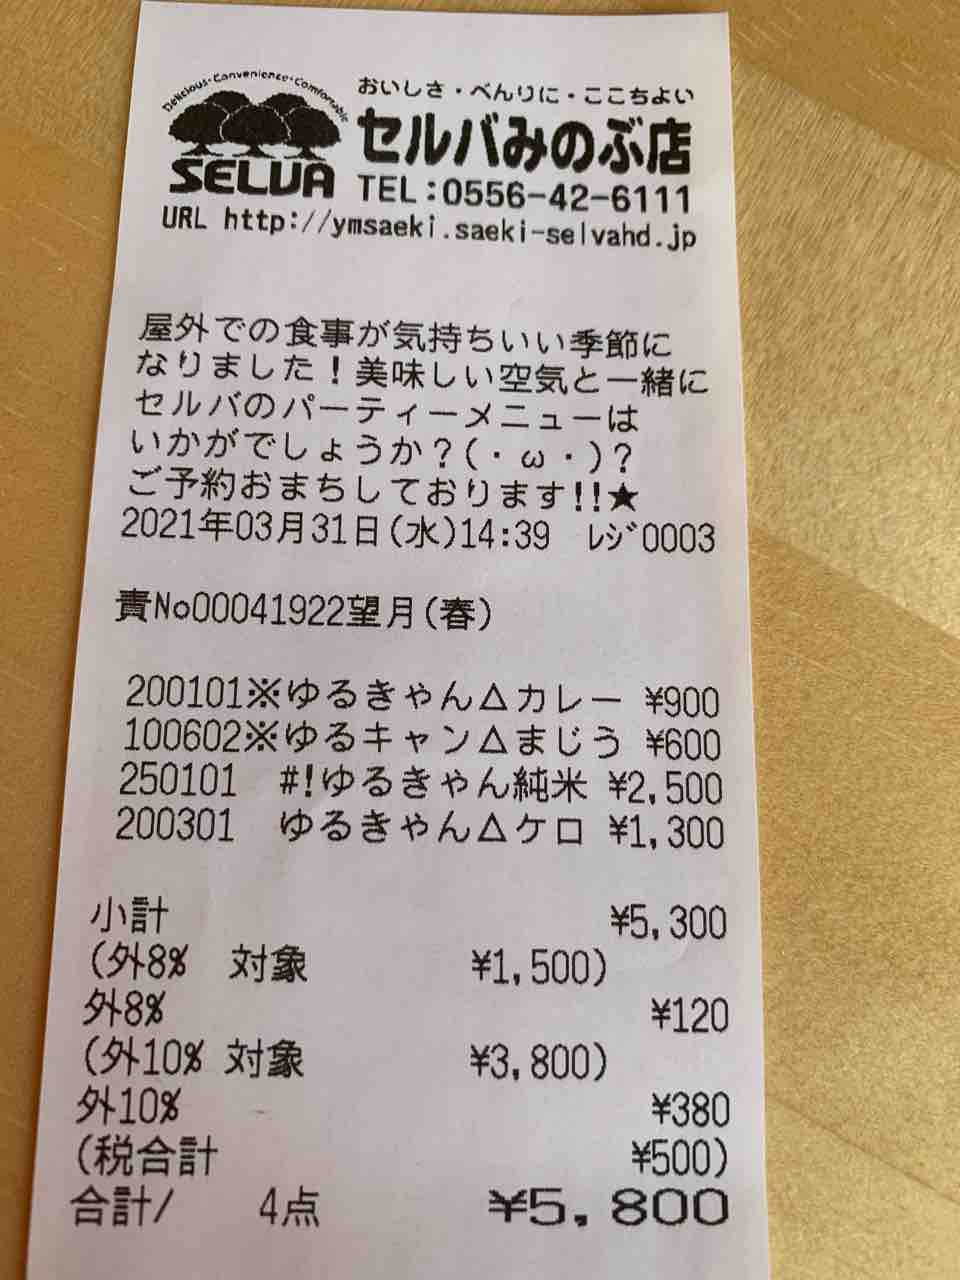 Delicious・Convenience・Comfortable
おいしさ・べんりに・ここちよい
SELVA
セルバみのぶ店
TEL:0556-42-6111
URL http://ymsaeki.saeki-selvahd.jp
屋外での食事が気持ちいい季節に
なりました！美味しい空気と一緒に
セルバのパーティーメニューは
いかがでしょうか？(・ω・)？
ご予約おまちしております!!★
2021年03月31日(水)14:39 ﾚｼﾞ0003
責No00041922望月(春)
200101※ゆるきゃん△カレー ¥900
100602※ゆるキャン△まじう ¥600
250101 #!ゆるきゃん純米 ¥2,500
200301 ゆるきゃん△ケロ ¥1,300
小計 ¥5,300
(外8% 対象 ¥1,500)
外8% ¥120
(外10% 対象 ¥3,800)
外10% ¥380
(税合計 ¥500)
合計/ 4点 ¥5,800